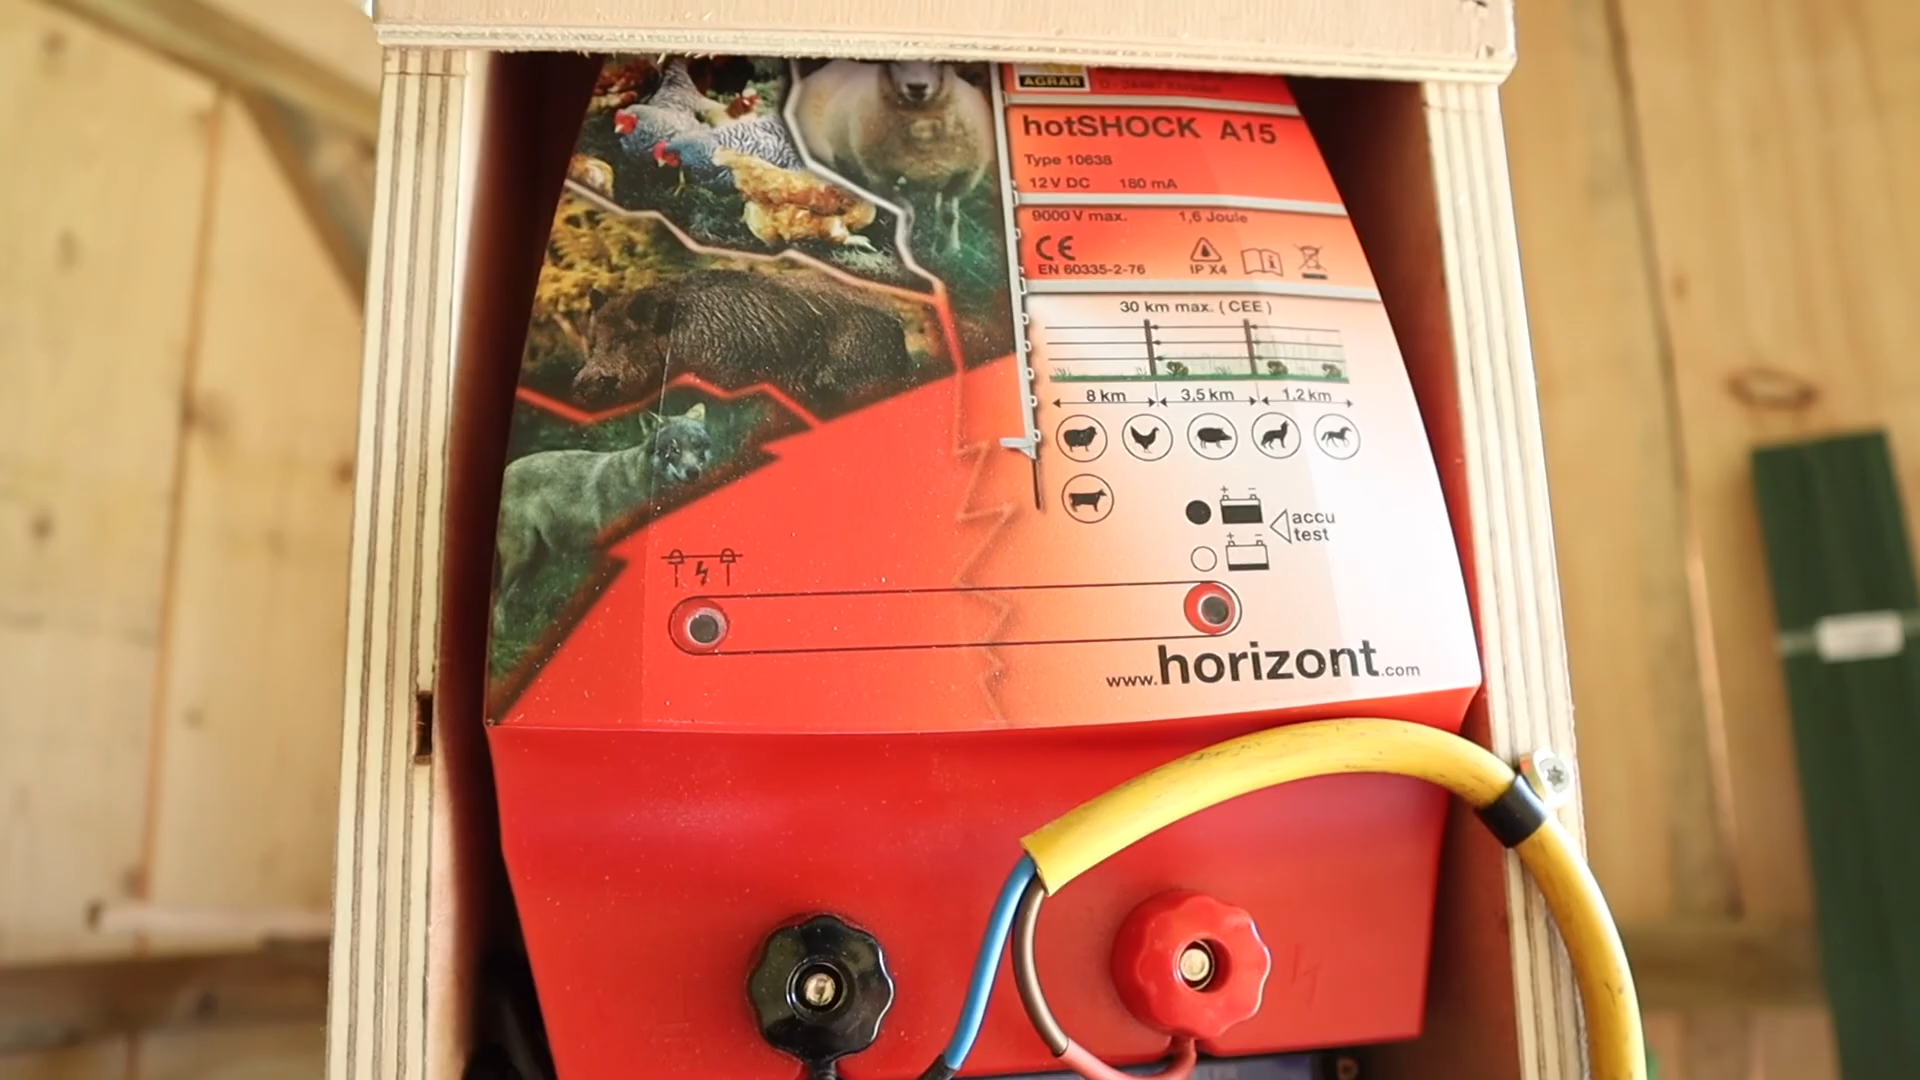 AGRAR
hotSHOCK A15
Type 10638
12 V DC 180 mA
9000 V max. 1,6 Joule
CE
EN 60335-2-76
IP X4
30 km max. ( CEE )
8 km 3,5 km 1,2 km
+ −
accu
test
+ −
www.horizont.com